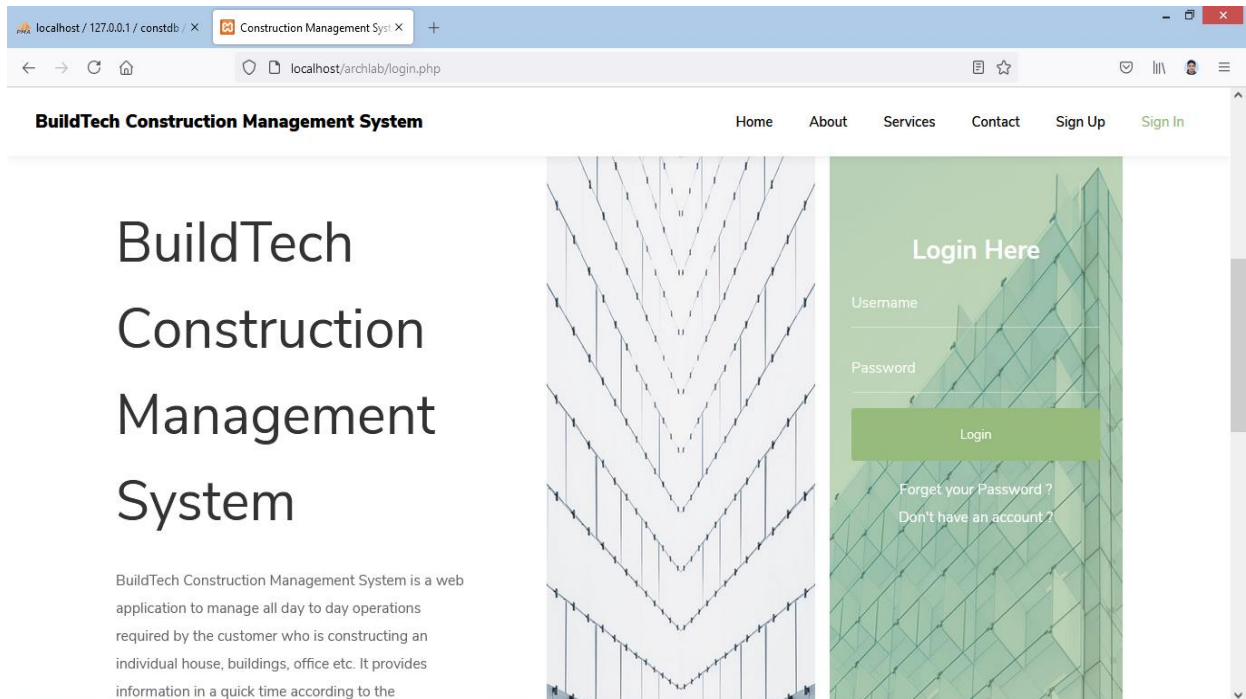 localhost / 127.0.0.1 / constdb /
Construction Management Syst
localhost/archlab/login.php
BuildTech Construction Management System
Home About Services Contact Sign Up Sign In
BuildTech
Construction
Management
System
BuildTech Construction Management System is a web
application to manage all day to day operations
required by the customer who is constructing an
individual house, buildings, office etc. It provides
information in a quick time according to the
Login Here
Username
Password
Login
Forget your Password ?
Don't have an account ?